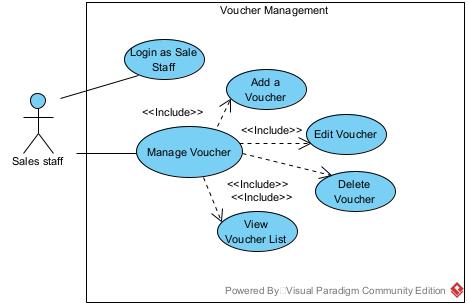 Voucher Management
Login as Sale
Staff
Add a
Voucher
<<Include>>
<<Include>>
Edit Voucher
Sales staff
Manage Voucher
<<Include>>
<<Include>>
Delete
Voucher
View
Voucher List
Powered By Visual Paradigm Community Edition